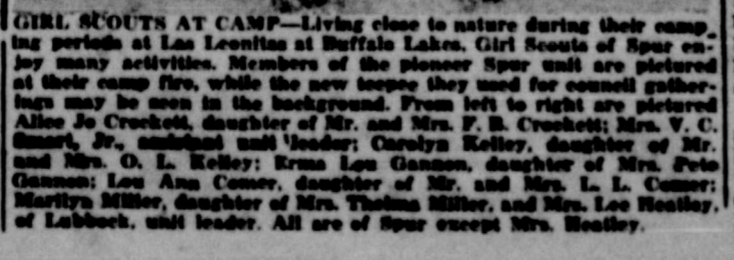 GIRL SCOUTS AT CAMP—Living close to nature during their camp-
ing periods at Las Leonitas at Buffalo Lakes, Girl Scouts of Spur en-
joy many activities. Members of the pioneer Spur unit are pictured
at their camp fire, while the new teepee they used for council gather-
ings may be seen in the background. From left to right are pictured
Alice Jo Crockett, daughter of Mr. and Mrs. F. B. Crockett; Mrs. V. C.
Smart, Jr., assistant unit leader; Carolyn Kelley, daughter of Mr.
and Mrs. O. L. Kelley; Erma Lou Gannon, daughter of Mrs. Pete
Gannon; Lou Ann Comer, daughter of Mr. and Mrs. L. L. Comer;
Marilyn Miller, daughter of Mrs. Thelma Miller, and Mrs. Lee Heatley,
of Lubbock, unit leader. All are of Spur except Mrs. Heatley.